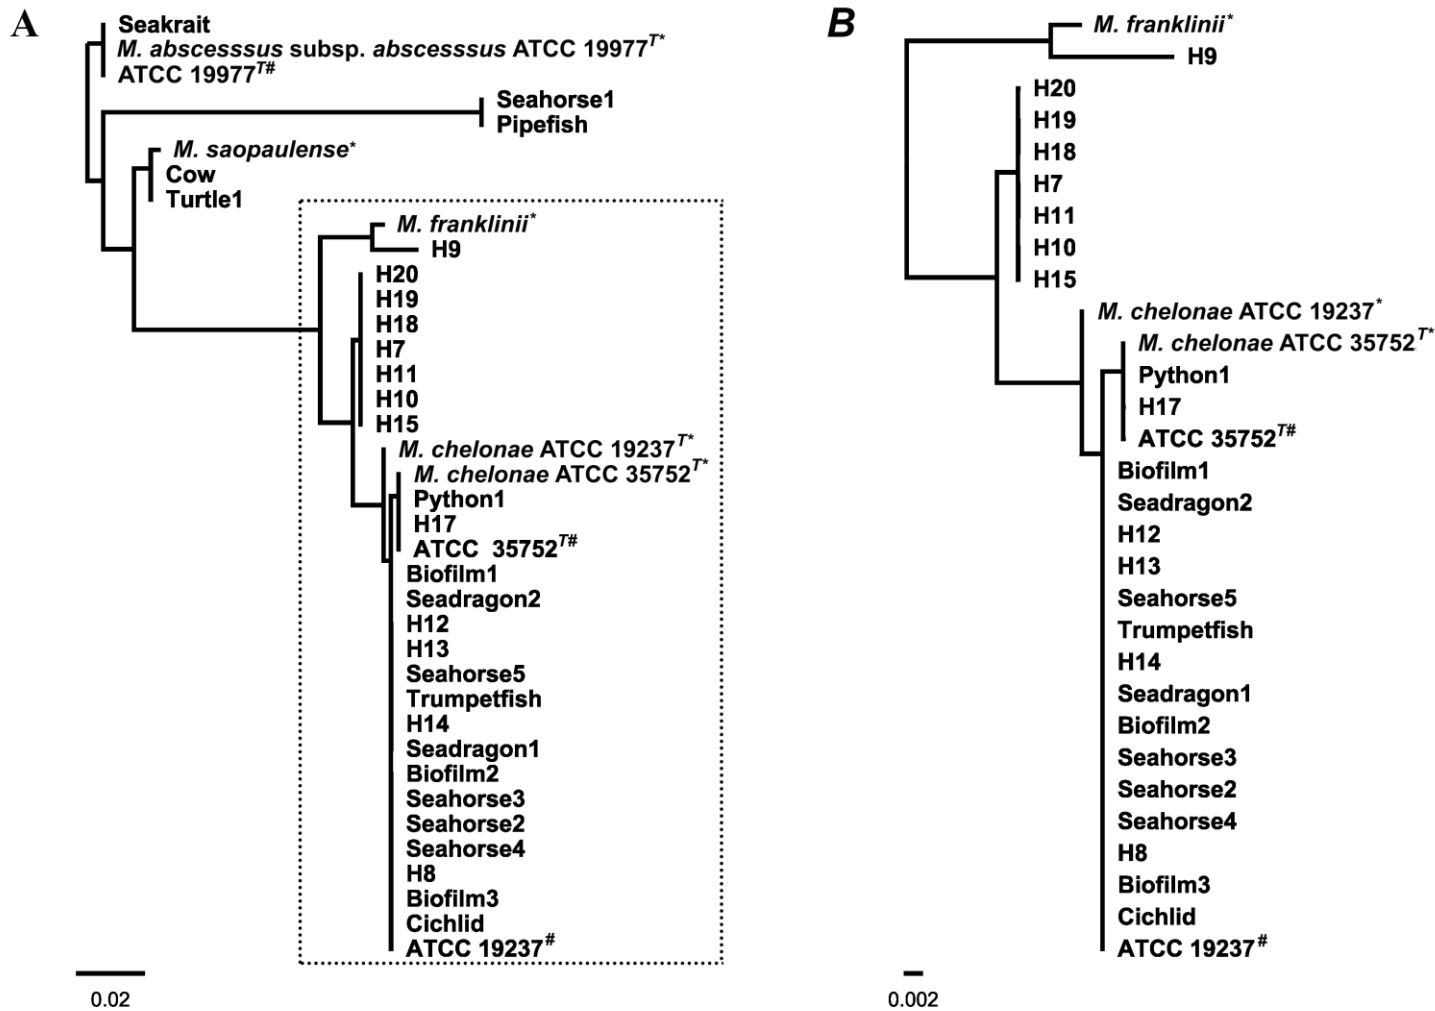 A
Seakrait
M. abscesssus subsp. abscesssus ATCC 19977T*
ATCC 19977T#
Seahorse1
Pipefish
M. saopaulense*
Cow
Turtle1
M. franklinii*
H9
H20
H19
H18
H7
H11
H10
H15
M. chelonae ATCC 19237T*
M. chelonae ATCC 35752T*
Python1
H17
ATCC 35752T#
Biofilm1
Seadragon2
H12
H13
Seahorse5
Trumpetfish
H14
Seadragon1
Biofilm2
Seahorse3
Seahorse2
Seahorse4
H8
Biofilm3
Cichlid
ATCC 19237#
0.02
B
M. franklinii*
H9
H20
H19
H18
H7
H11
H10
H15
M. chelonae ATCC 19237*
M. chelonae ATCC 35752T*
Python1
H17
ATCC 35752T#
Biofilm1
Seadragon2
H12
H13
Seahorse5
Trumpetfish
H14
Seadragon1
Biofilm2
Seahorse3
Seahorse2
Seahorse4
H8
Biofilm3
Cichlid
ATCC 19237#
0.002